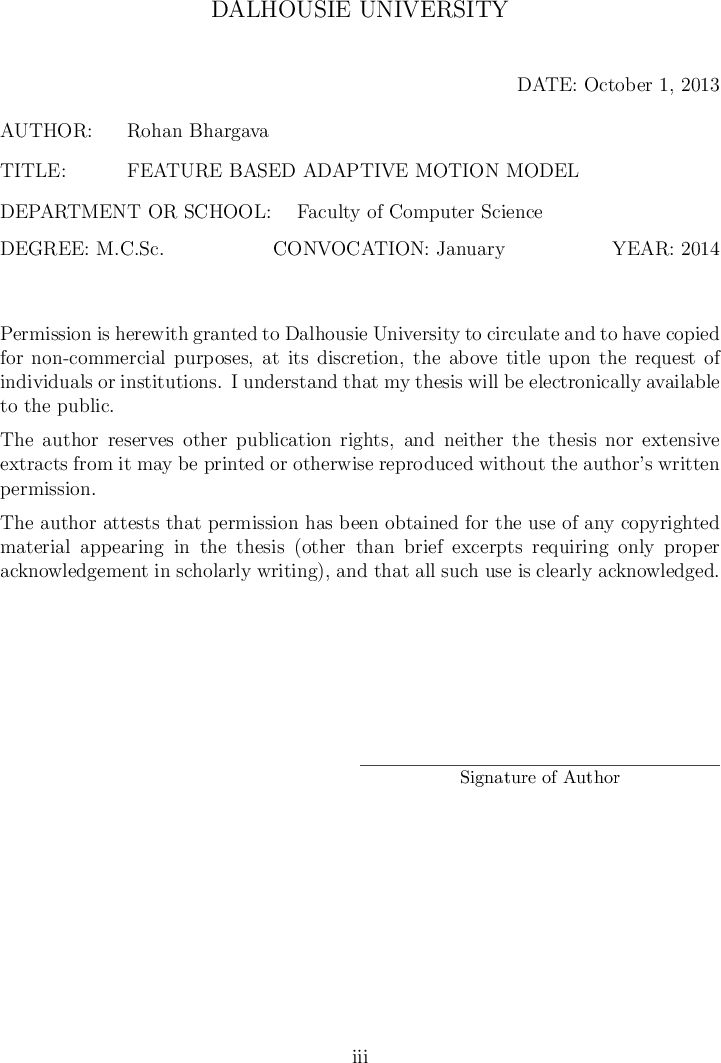 DALHOUSIE UNIVERSITY
DATE: October 1, 2013
AUTHOR: Rohan Bhargava
TITLE: FEATURE BASED ADAPTIVE MOTION MODEL
DEPARTMENT OR SCHOOL: Faculty of Computer Science
DEGREE: M.C.Sc. CONVOCATION: January YEAR: 2014
Permission is herewith granted to Dalhousie University to circulate and to have copied
for non-commercial purposes, at its discretion, the above title upon the request of
individuals or institutions. I understand that my thesis will be electronically available
to the public.
The author reserves other publication rights, and neither the thesis nor extensive
extracts from it may be printed or otherwise reproduced without the author's written
permission.
The author attests that permission has been obtained for the use of any copyrighted
material appearing in the thesis (other than brief excerpts requiring only proper
acknowledgement in scholarly writing), and that all such use is clearly acknowledged.
Signature of Author
iii